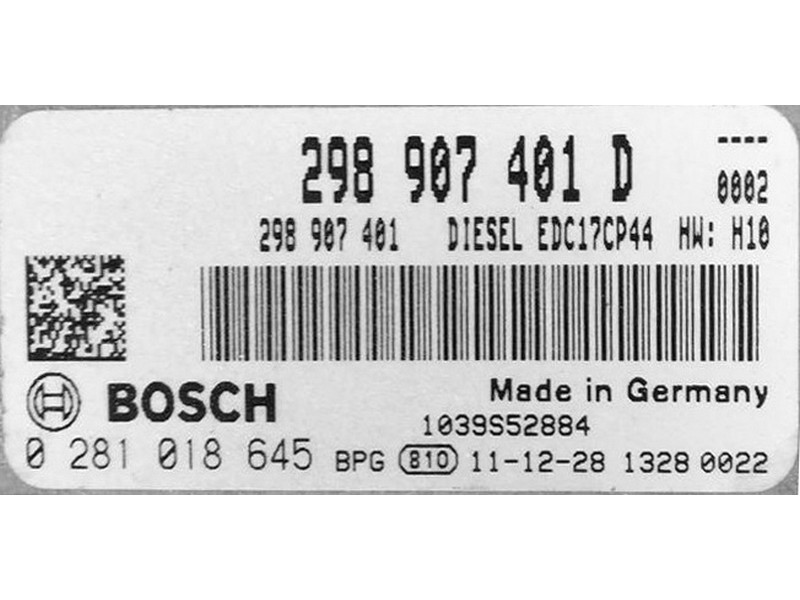 298 907 401 D ----
0002
298 907 401 DIESEL EDC17CP44 HW: H10
BOSCH Made in Germany
1039S52884
0 281 018 645 BPG 810 11-12-28 1328 0022